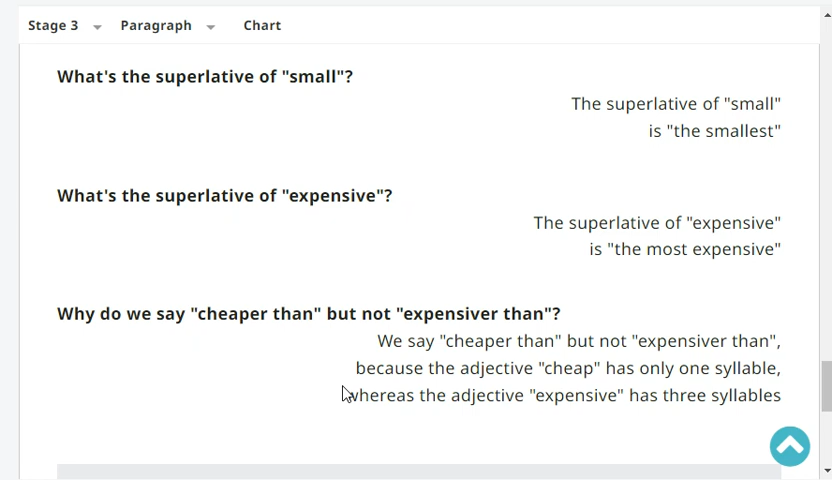 Stage 3 Paragraph Chart
What's the superlative of "small"?
The superlative of "small"
is "the smallest"
What's the superlative of "expensive"?
The superlative of "expensive"
is "the most expensive"
Why do we say "cheaper than" but not "expensiver than"?
We say "cheaper than" but not "expensiver than",
because the adjective "cheap" has only one syllable,
whereas the adjective "expensive" has three syllables